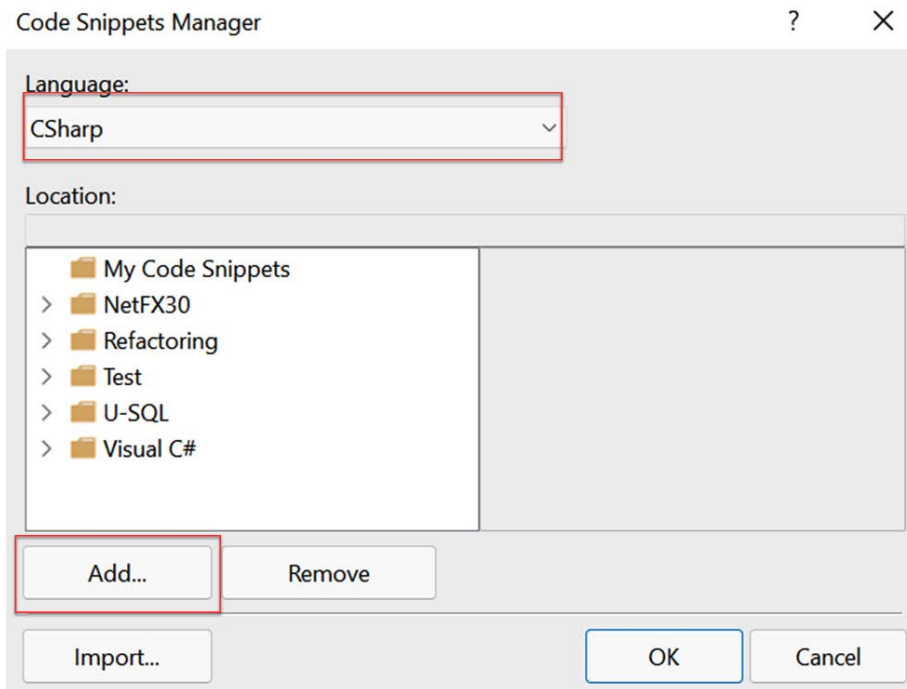 Code Snippets Manager ?
Language:
CSharp
Location:
My Code Snippets
NetFX30
Refactoring
Test
U-SQL
Visual C#
Add... Remove
Import... OK Cancel